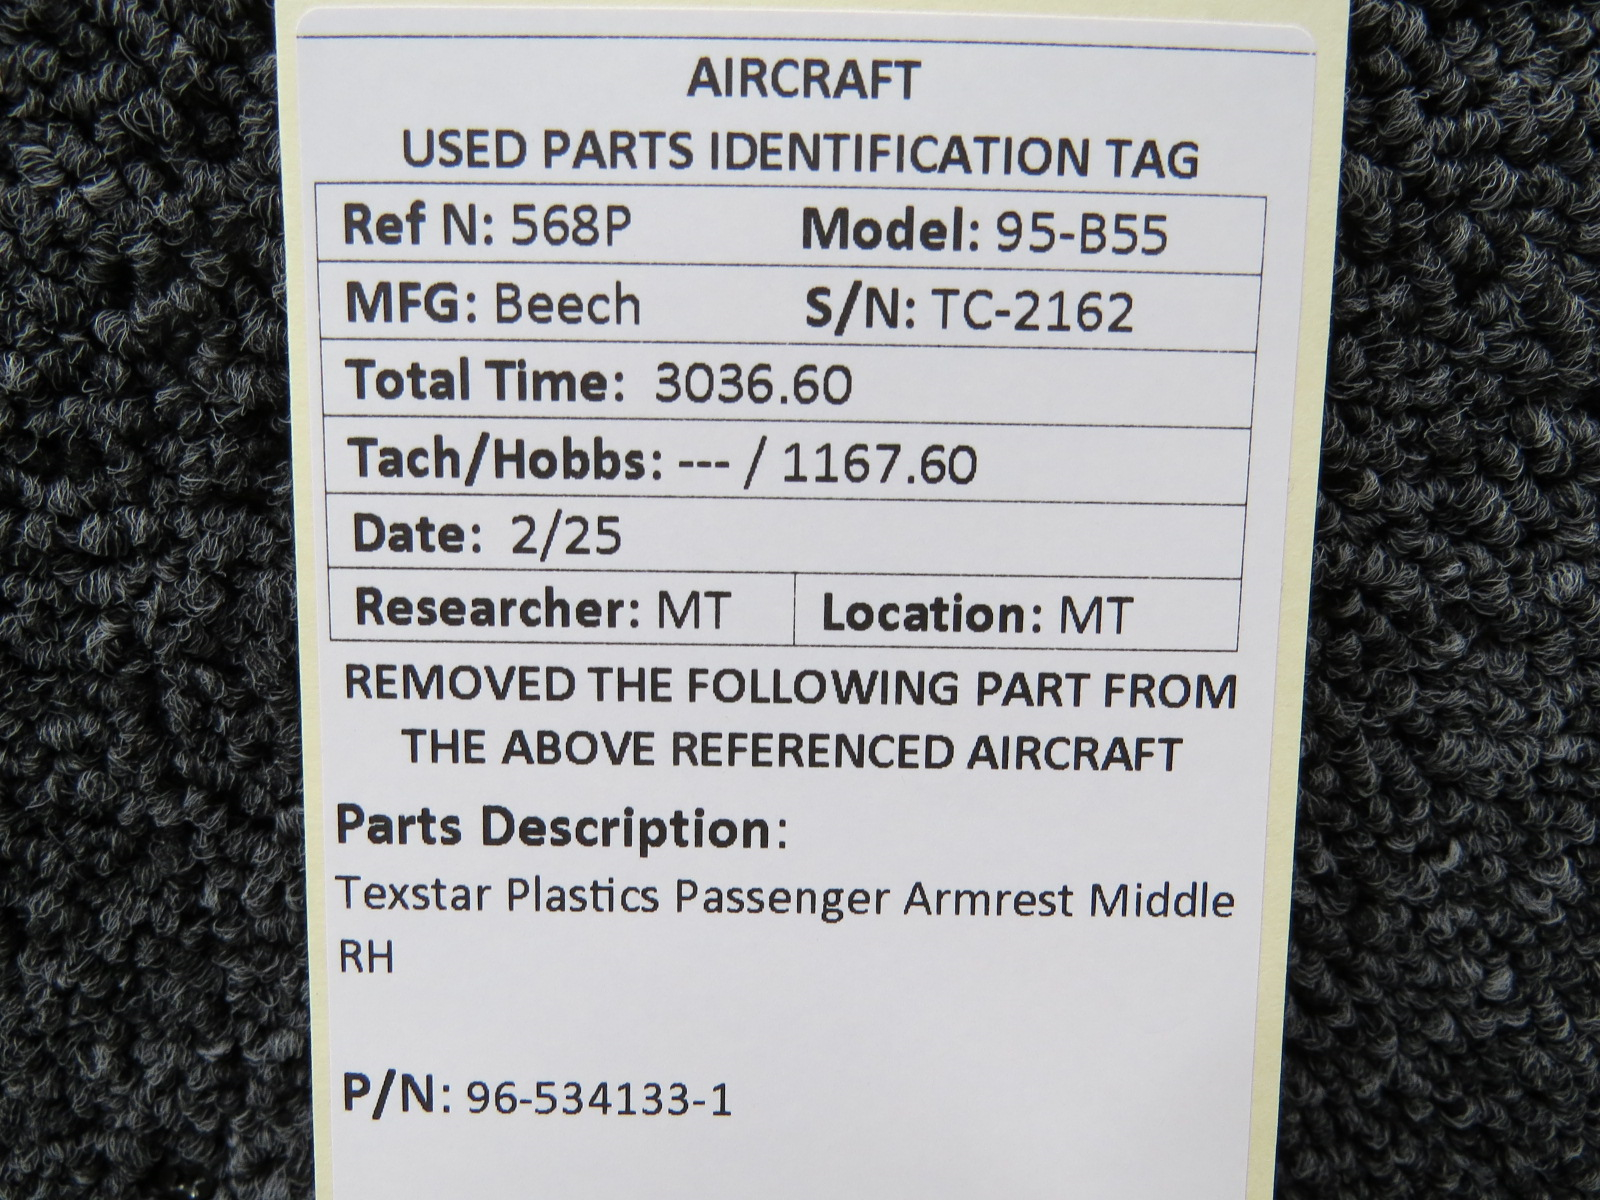 AIRCRAFT
USED PARTS IDENTIFICATION TAG
Ref N: 568P Model: 95-B55
MFG: Beech S/N: TC-2162
Total Time: 3036.60
Tach/Hobbs: --- / 1167.60
Date: 2/25
Researcher: MT Location: MT
REMOVED THE FOLLOWING PART FROM
THE ABOVE REFERENCED AIRCRAFT
Parts Description:
Texstar Plastics Passenger Armrest Middle
RH
P/N: 96-534133-1